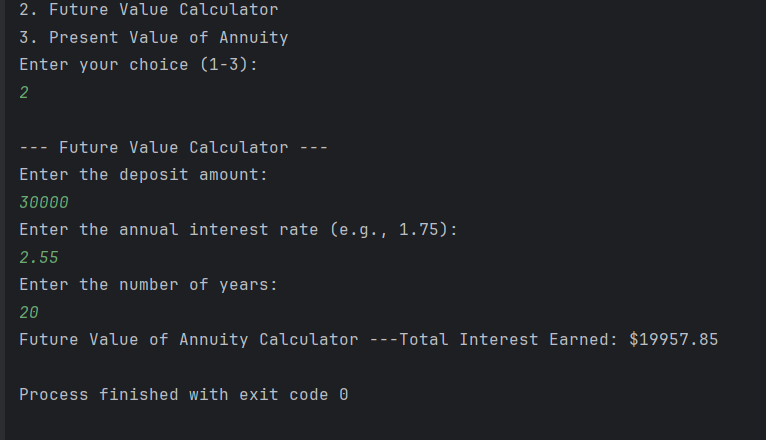 2. Future Value Calculator
3. Present Value of Annuity
Enter your choice (1-3):
2
--- Future Value Calculator ---
Enter the deposit amount:
30000
Enter the annual interest rate (e.g., 1.75):
2.55
Enter the number of years:
20
Future Value of Annuity Calculator ---Total Interest Earned: $19957.85
Process finished with exit code 0